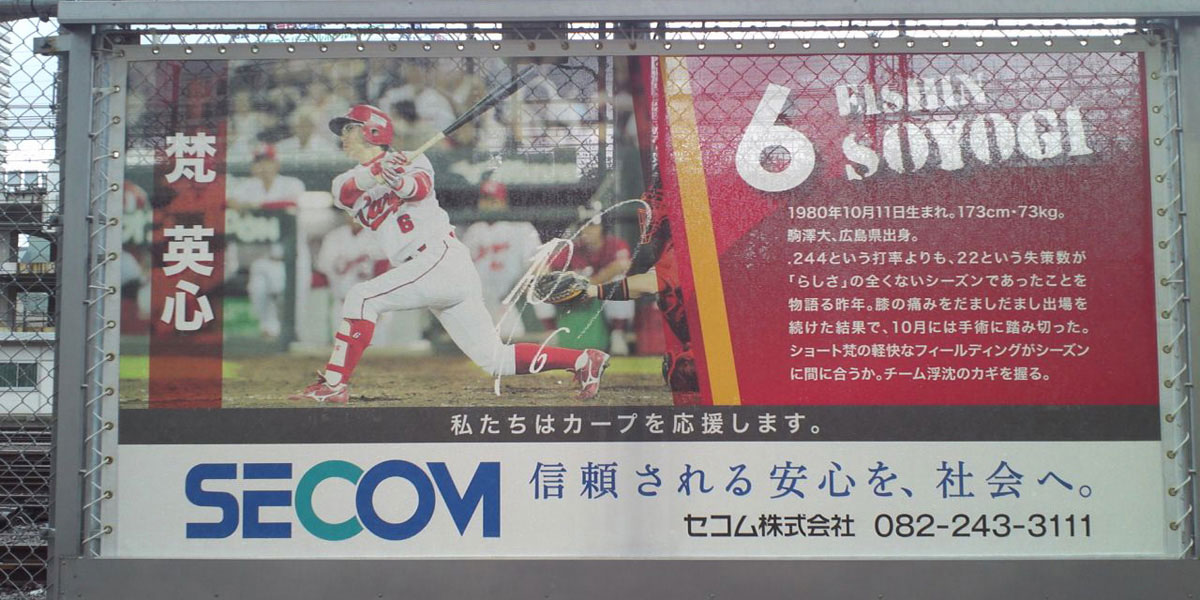 梵 英心
6
EISHIN
SOYOGI
1980年10月11日生まれ。173cm・73kg。
駒澤大、広島県出身。
.244という打率よりも、22という失策数が
「らしさ」の全くないシーズンであったことを
物語る昨年。膝の痛みをだましだまし出場を
続けた結果で、10月には手術に踏み切った。
ショート梵の軽快なフィールディングがシーズン
に間に合うか。チーム浮沈のカギを握る。
6
私たちはカープを応援します。
SECOM
信頼される安心を、社会へ。
セコム株式会社 082-243-3111